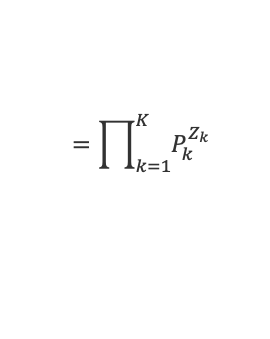 = ∏_{k=1}^{K} P_k^{z_k}